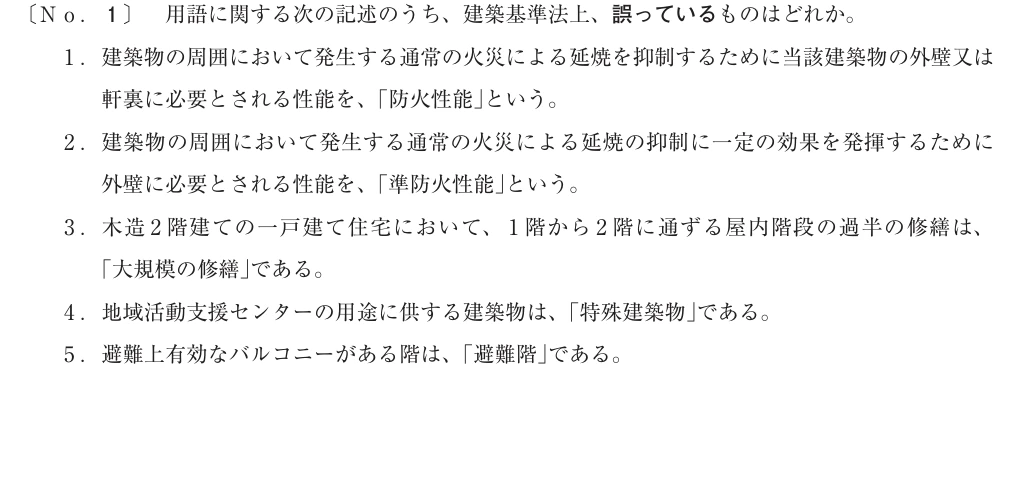 〔Ｎｏ．１〕　用語に関する次の記述のうち、建築基準法上、誤っているものはどれか。
１．建築物の周囲において発生する通常の火災による延焼を抑制するために当該建築物の外壁又は
軒裏に必要とされる性能を、「防火性能」という。
２．建築物の周囲において発生する通常の火災による延焼の抑制に一定の効果を発揮するために
外壁に必要とされる性能を、「準防火性能」という。
３．木造２階建ての一戸建て住宅において、１階から２階に通ずる屋内階段の過半の修繕は、
「大規模の修繕」である。
４．地域活動支援センターの用途に供する建築物は、「特殊建築物」である。
５．避難上有効なバルコニーがある階は、「避難階」である。